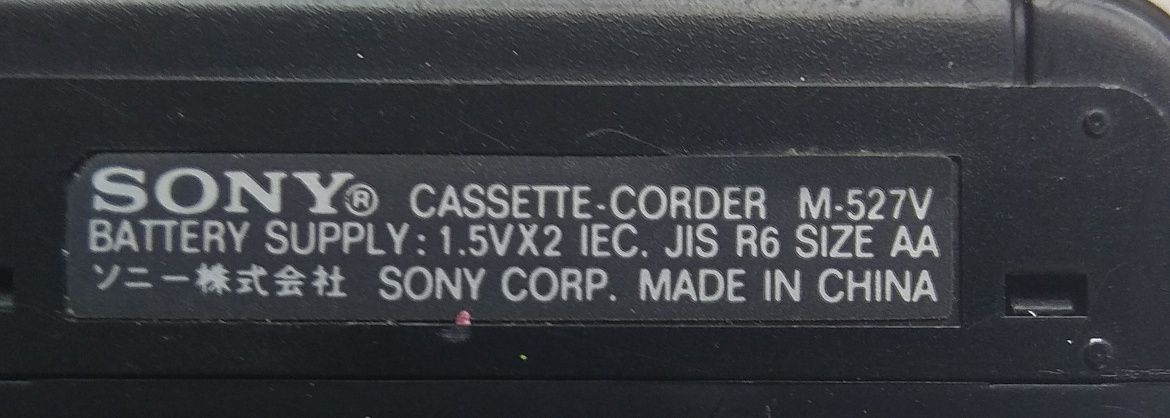 SONY® CASSETTE-CORDER M-527V
BATTERY SUPPLY: 1.5VX2 IEC. JIS R6 SIZE AA
ソニー株式会社 SONY CORP. MADE IN CHINA